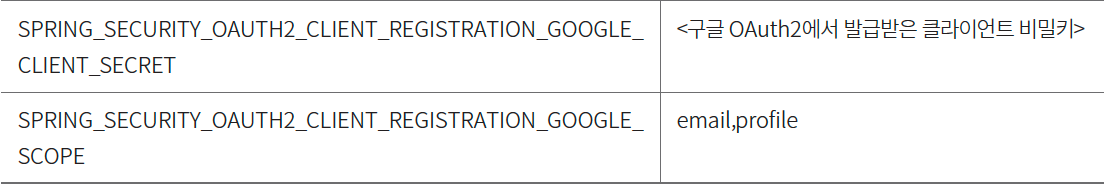 SPRING_SECURITY_OAUTH2_CLIENT_REGISTRATION_GOOGLE_
CLIENT_SECRET
<구글 OAuth2에서 발급받은 클라이언트 비밀키>
SPRING_SECURITY_OAUTH2_CLIENT_REGISTRATION_GOOGLE_
SCOPE
email,profile